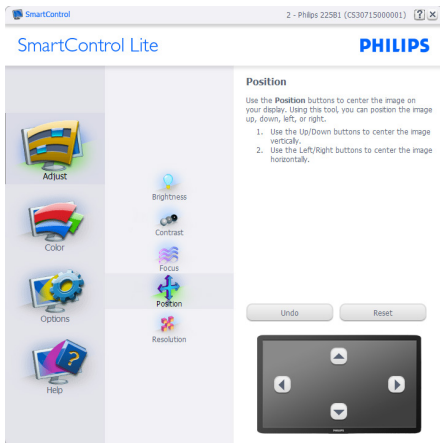 SmartControl
2 - Philips 225B1 (CS30715000001)
SmartControl Lite
PHILIPS
Adjust
Color
Options
Help
Brightness
Contrast
Focus
Position
Resolution
Position
Use the Position buttons to center the image on
your display. Using this tool, you can position the image
up, down, left, or right.
1. Use the Up/Down buttons to center the image
vertically.
2. Use the Left/Right buttons to center the image
horizontally.
Undo
Reset
PHILIPS